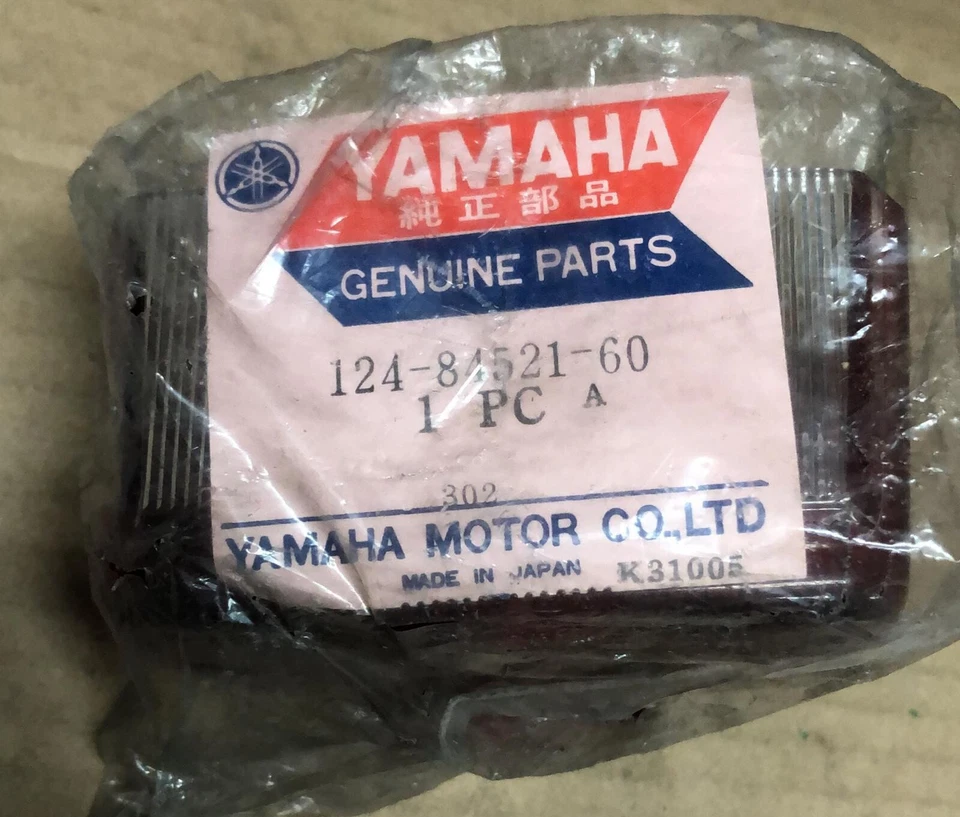 YAMAHA
純正部品
GENUINE PARTS
124-84521-60
1 PC A
302
YAMAHA MOTOR CO.,LTD
MADE IN JAPAN K31005